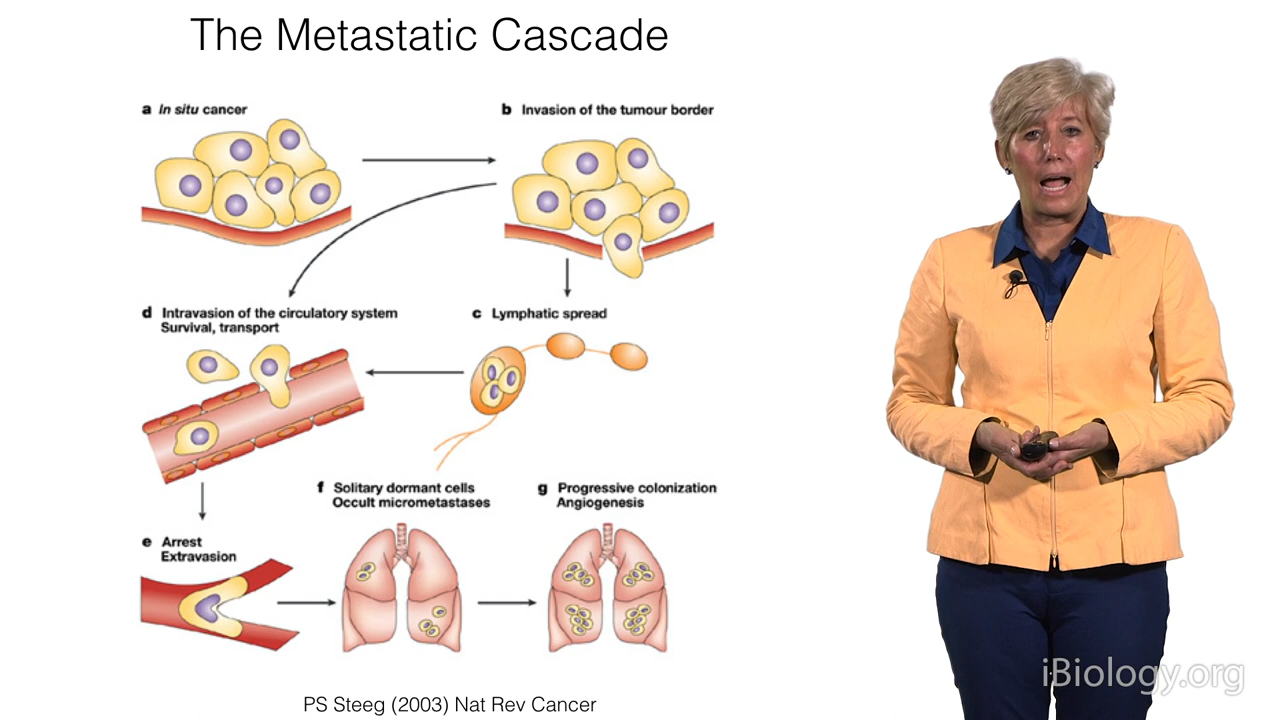 The Metastatic Cascade
a In situ cancer
b Invasion of the tumour border
d Intravasion of the circulatory system
Survival, transport
c Lymphatic spread
f Solitary dormant cells
Occult micrometastases
g Progressive colonization
Angiogenesis
e Arrest
Extravasion
PS Steeg (2003) Nat Rev Cancer
iBiology.org